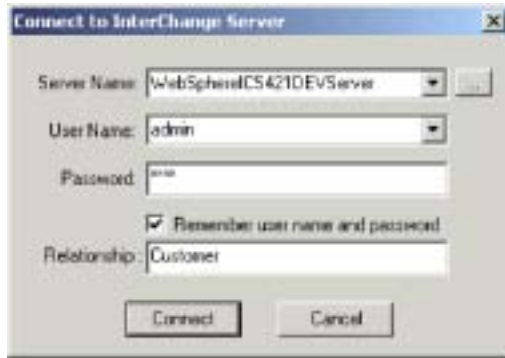 Connect to InterChange Server
Server Name: WebSphereICS421DEVServer ...
User Name: admin
Password: ****
Remember user name and password
Relationship: Customer
Connect Cancel